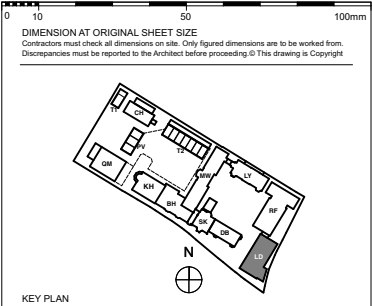 0 10 50 100mm
DIMENSION AT ORIGINAL SHEET SIZE
Contractors must check all dimensions on site. Only figured dimensions are to be worked from.
Discrepancies must be reported to the Architect before proceeding.© This drawing is Copyright
T1
CH
PV
T2
QM
MW
LY
KH
BH
RF
SK
DB
LD
N
KEY PLAN